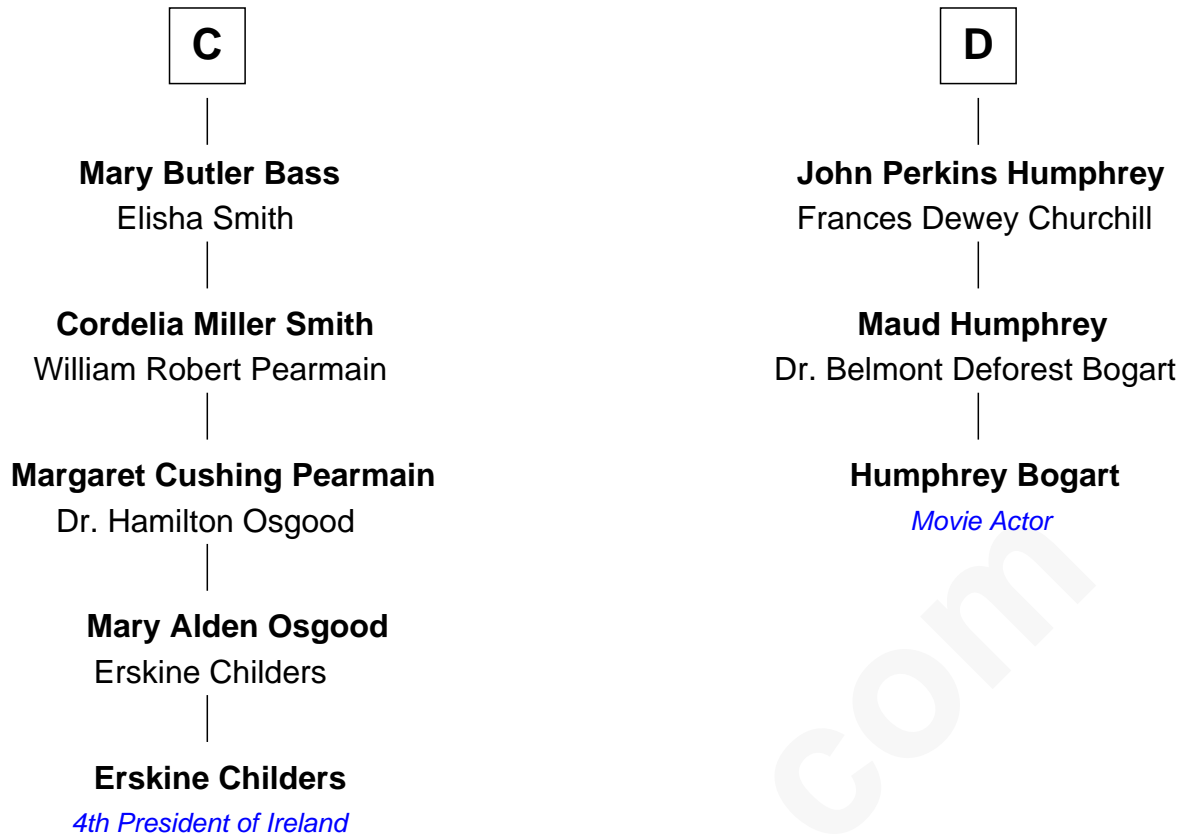 C
Mary Butler Bass
Elisha Smith
Cordelia Miller Smith
William Robert Pearmain
Margaret Cushing Pearmain
Dr. Hamilton Osgood
Mary Alden Osgood
Erskine Childers
Erskine Childers
4th President of Ireland
D
John Perkins Humphrey
Frances Dewey Churchill
Maud Humphrey
Dr. Belmont Deforest Bogart
Humphrey Bogart
Movie Actor
com